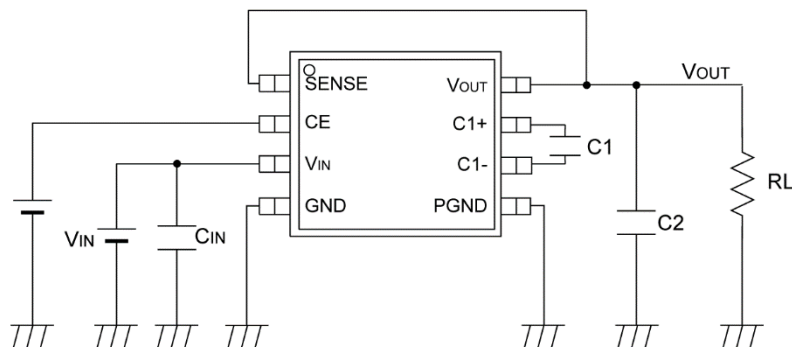 SENSE
VOUT
VOUT
CE
C1+
C1
VIN
C1-
RL
GND
PGND
C2
VIN
CIN